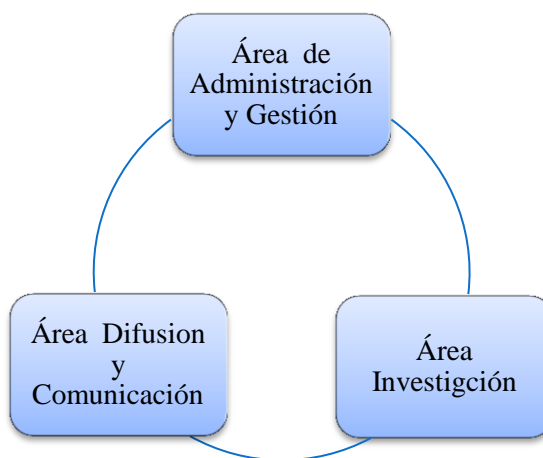 Área de
Administración
y Gestión
Área Difusion
y
Comunicación
Área
Investigción